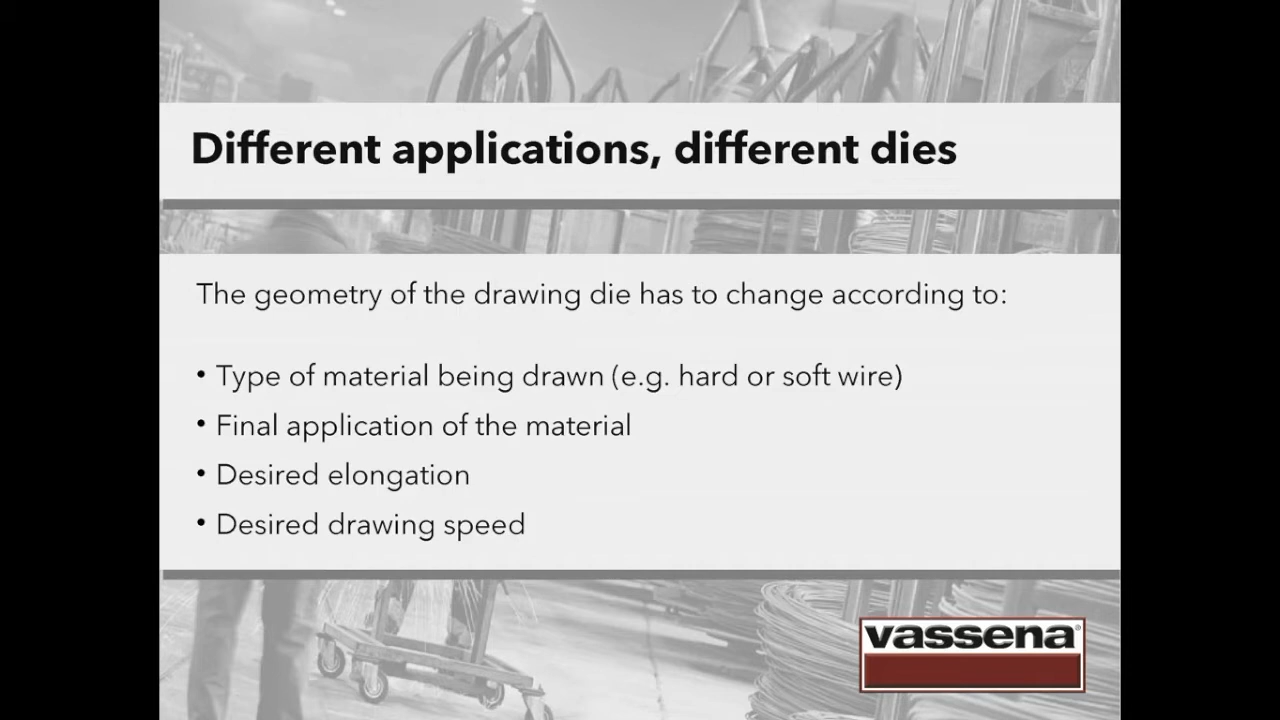 Different applications, different dies
The geometry of the drawing die has to change according to:
• Type of material being drawn (e.g. hard or soft wire)
• Final application of the material
• Desired elongation
• Desired drawing speed
vassena®